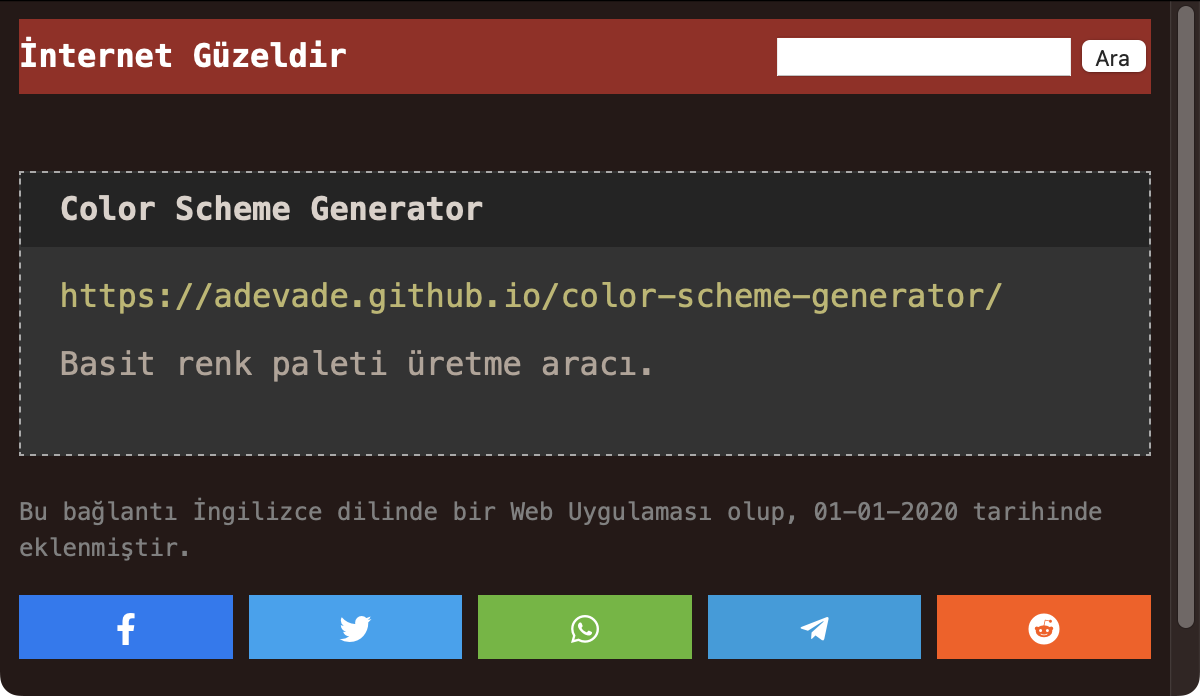 İnternet Güzeldir
Ara
Color Scheme Generator
https://adevade.github.io/color-scheme-generator/
Basit renk paleti üretme aracı.
Bu bağlantı İngilizce dilinde bir Web Uygulaması olup, 01-01-2020 tarihinde
eklenmiştir.